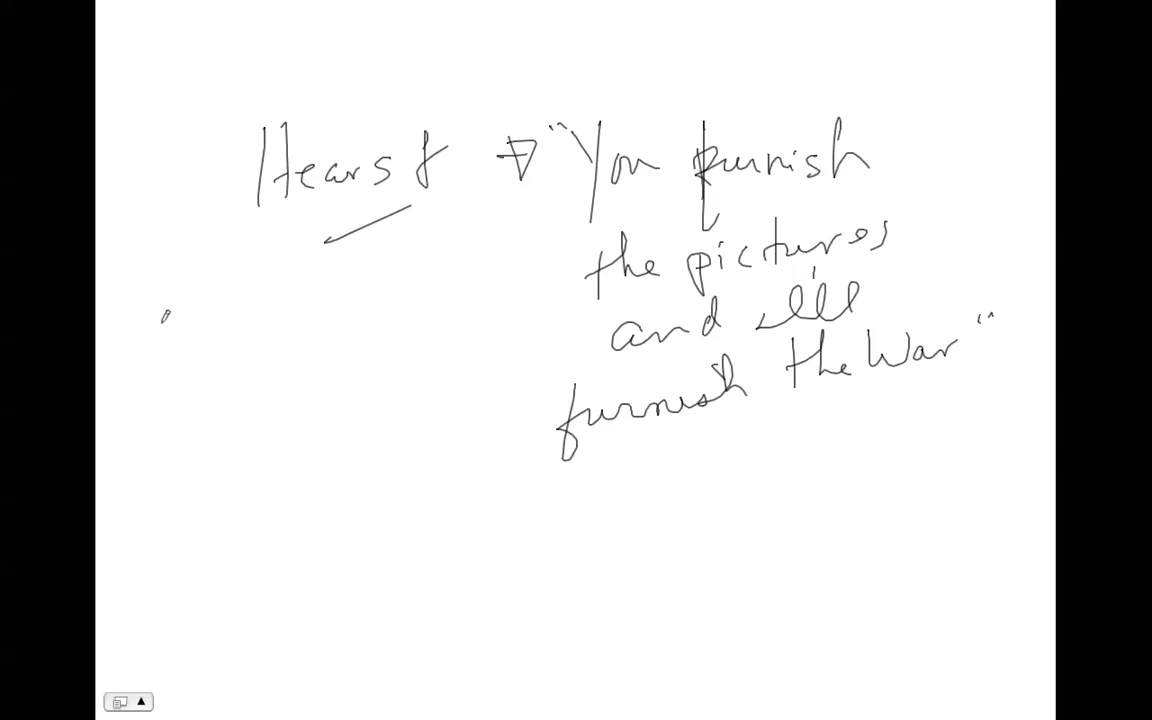 Hearst → "You furnish
the pictures
and i'll
furnish the War"